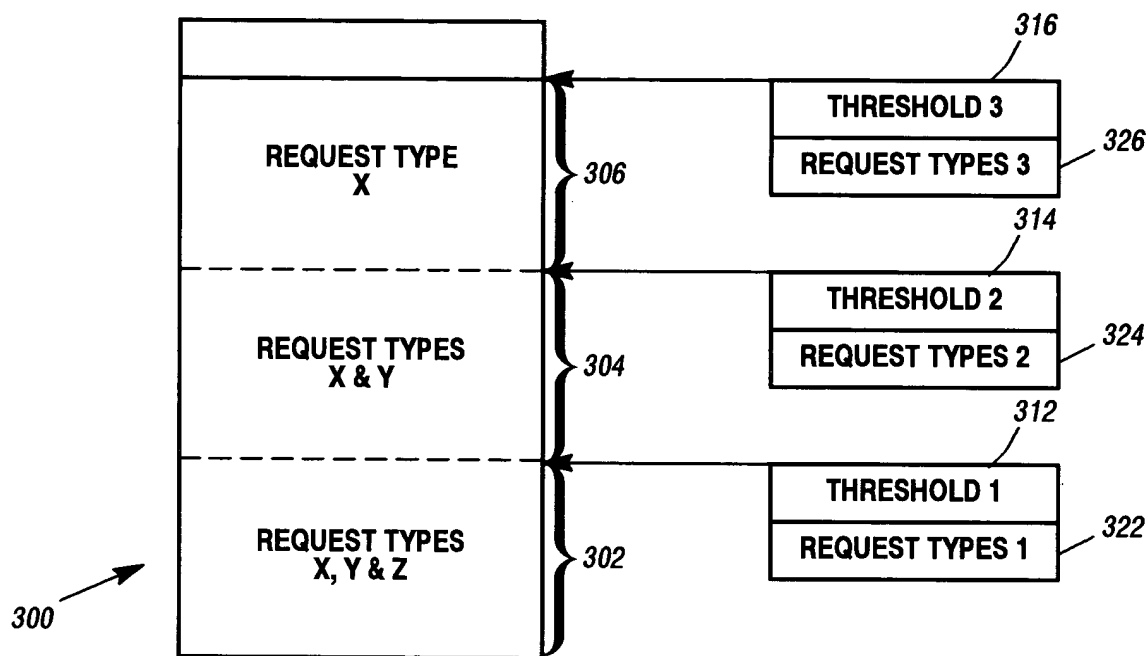 316
THRESHOLD 3
326
REQUEST TYPES 3
REQUEST TYPE
X
306
314
THRESHOLD 2
324
REQUEST TYPES 2
REQUEST TYPES
X & Y
304
312
THRESHOLD 1
322
REQUEST TYPES 1
REQUEST TYPES
X, Y & Z
302
300